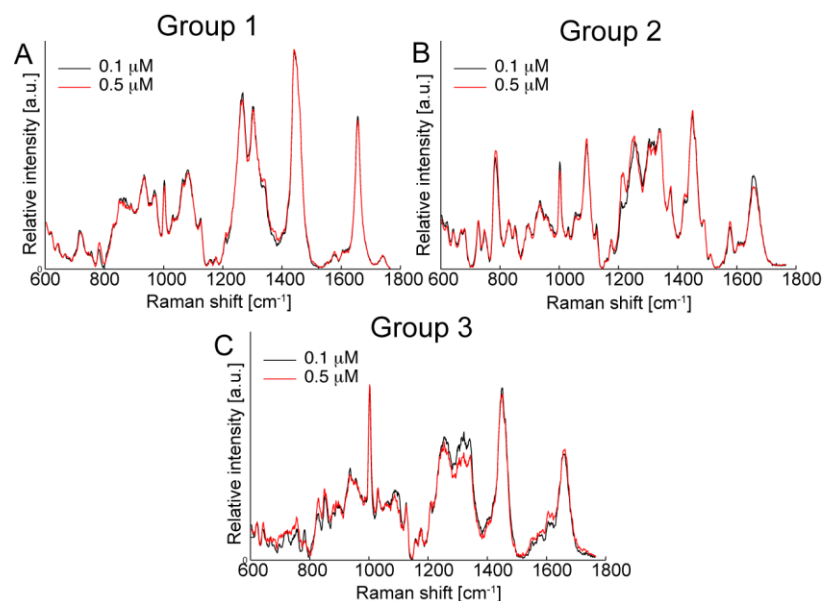 Group 1
A
0.1 μM
0.5 μM
Relative intensity [a.u.]
0
600 800 1000 1200 1400 1600 1800
Raman shift [cm⁻¹]
Group 2
B
0.1 μM
0.5 μM
Relative intensity [a.u.]
0
600 800 1000 1200 1400 1600 1800
Raman shift [cm⁻¹]
Group 3
C
0.1 μM
0.5 μM
Relative intensity [a.u.]
0
600 800 1000 1200 1400 1600 1800
Raman shift [cm⁻¹]